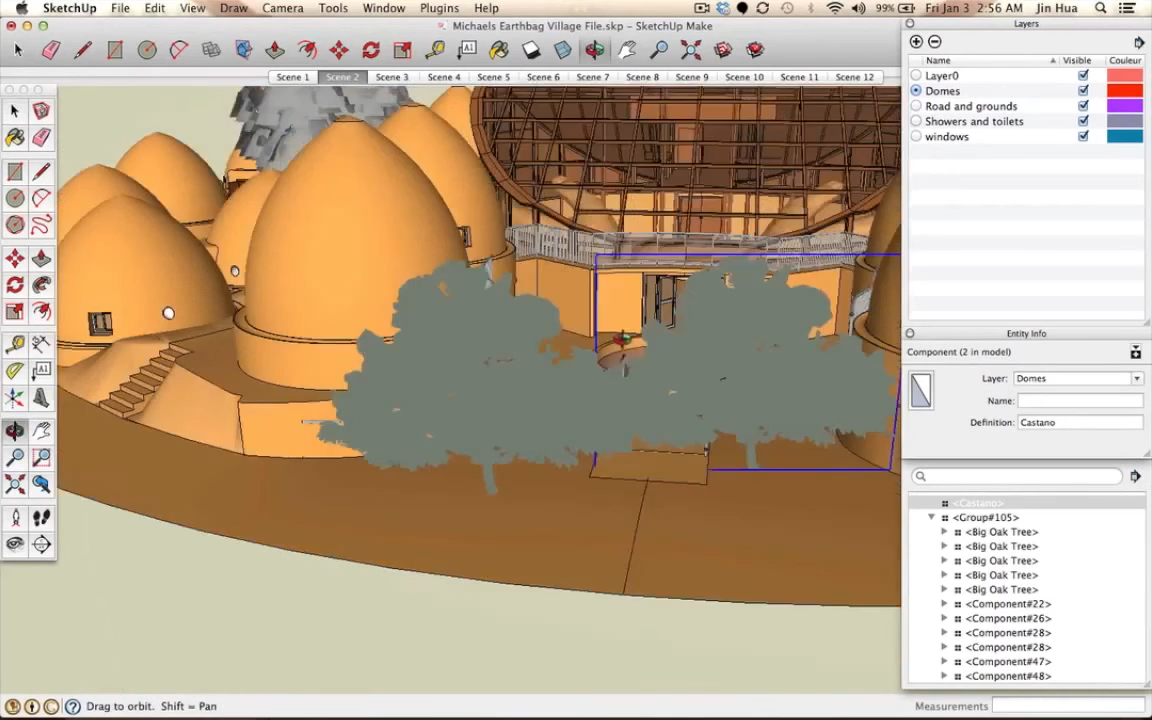 SketchUp File Edit View Draw Camera Tools Window Plugins Help 99% Fri Jan 3 2:56 AM Jin Hua
Michaels Earthbag Village File.skp - SketchUp Make
Scene 1 Scene 2 Scene 3 Scene 4 Scene 5 Scene 6 Scene 7 Scene 8 Scene 9 Scene 10 Scene 11 Scene 12
Layers
Name Visible Couleur
Layer0
Domes
Road and grounds
Showers and toilets
windows
Entity Info
Component (2 in model)
Layer: Domes
Name:
Definition: Castano
<Castano>
<Group#105>
<Big Oak Tree>
<Big Oak Tree>
<Big Oak Tree>
<Big Oak Tree>
<Big Oak Tree>
<Component#22>
<Component#26>
<Component#28>
<Component#28>
<Component#47>
<Component#48>
Drag to orbit. Shift = Pan
Measurements